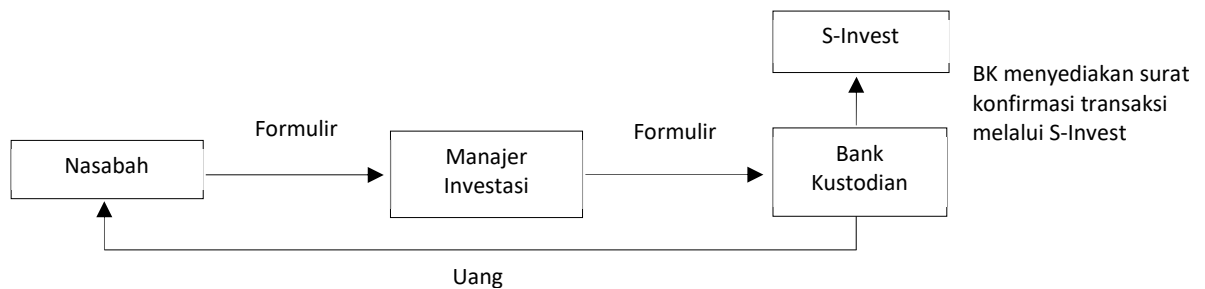 S-Invest
BK menyediakan surat
konfirmasi transaksi
melalui S-Invest
Formulir
Formulir
Nasabah
Manajer
Investasi
Bank
Kustodian
Uang